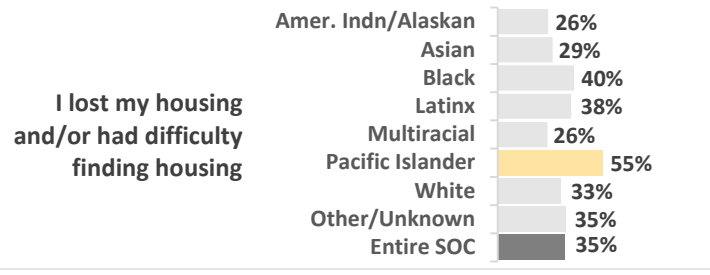 I lost my housing
and/or had difficulty
finding housing
Amer. Indn/Alaskan 26%
Asian 29%
Black 40%
Latinx 38%
Multiracial 26%
Pacific Islander 55%
White 33%
Other/Unknown 35%
Entire SOC 35%